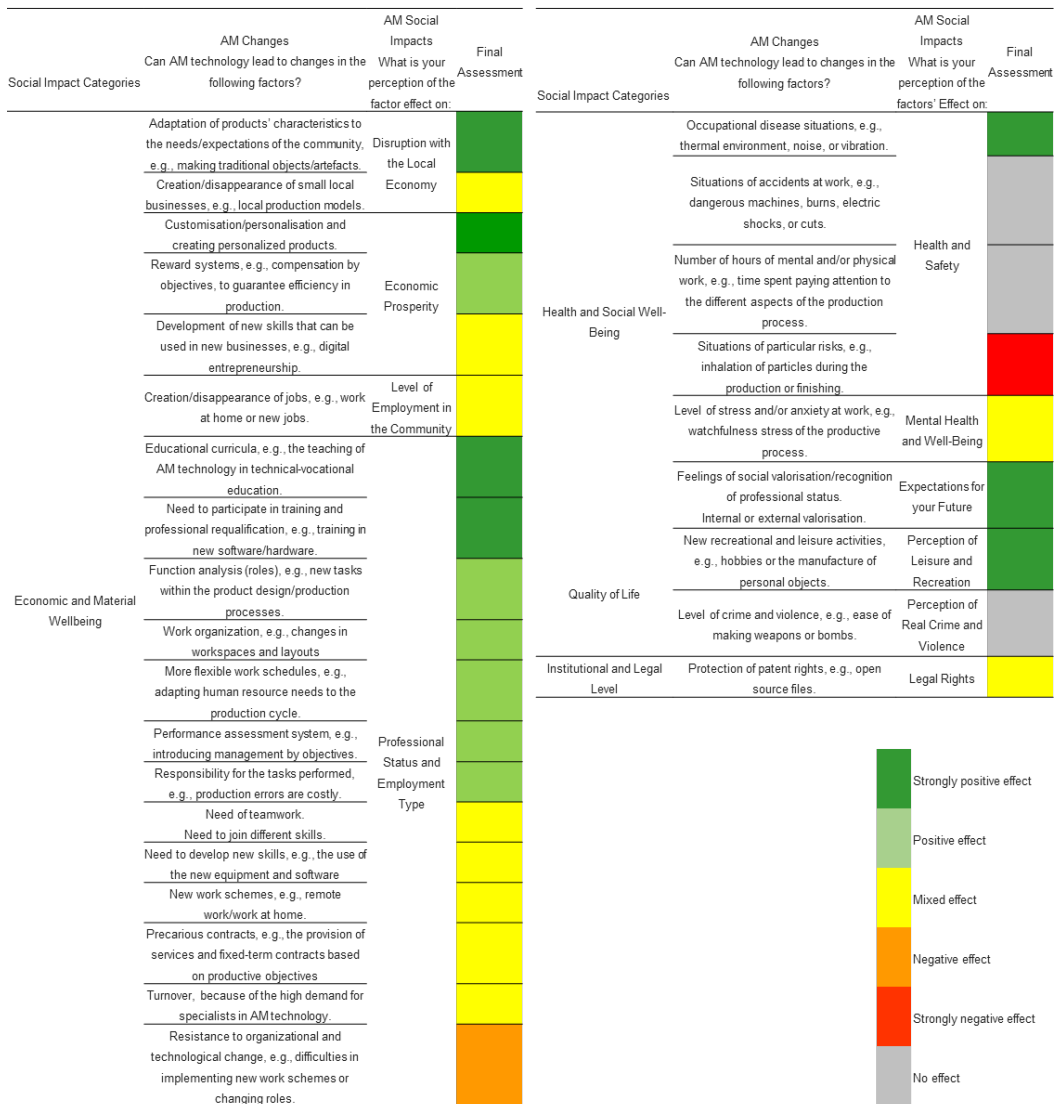 Social Impact Categories
AM Changes
Can AM technology lead to changes in the
following factors?
AM Social
Impacts
What is your
perception of the
factor effect on:
Final
Assessment
Economic and Material
Wellbeing
Adaptation of products' characteristics to
the needs/expectations of the community,
e.g., making traditional objects/artefacts.
Disruption with
the Local
Economy
Creation/disappearance of small local
businesses, e.g., local production models.
Customisation/personalisation and
creating personalized products.
Economic
Prosperity
Reward systems, e.g., compensation by
objectives, to guarantee efficiency in
production.
Development of new skills that can be
used in new businesses, e.g., digital
entrepreneurship.
Creation/disappearance of jobs, e.g., work
at home or new jobs.
Level of
Employment in
the Community
Educational curricula, e.g., the teaching of
AM technology in technical-vocational
education.
Professional
Status and
Employment
Type
Need to participate in training and
professional requalification, e.g., training in
new software/hardware.
Function analysis (roles), e.g., new tasks
within the product design/production
processes.
Work organization, e.g., changes in
workspaces and layouts
More flexible work schedules, e.g.,
adapting human resource needs to the
production cycle.
Performance assessment system, e.g.,
introducing management by objectives.
Responsibility for the tasks performed,
e.g., production errors are costly.
Need of teamwork.
Need to join different skills.
Need to develop new skills, e.g., the use of
the new equipment and software
New work schemes, e.g., remote
work/work at home.
Precarious contracts, e.g., the provision of
services and fixed-term contracts based
on productive objectives
Turnover, because of the high demand for
specialists in AM technology.
Resistance to organizational and
technological change, e.g., difficulties in
implementing new work schemes or
changing roles.
Social Impact Categories
AM Changes
Can AM technology lead to changes in the
following factors?
AM Social
Impacts
What is your
perception of the
factors' Effect on:
Final
Assessment
Health and Social Well-
Being
Occupational disease situations, e.g.,
thermal environment, noise, or vibration.
Health and
Safety
Situations of accidents at work, e.g.,
dangerous machines, burns, electric
shocks, or cuts.
Number of hours of mental and/or physical
work, e.g., time spent paying attention to
the different aspects of the production
process.
Situations of particular risks, e.g.,
inhalation of particles during the
production or finishing.
Level of stress and/or anxiety at work, e.g.,
watchfulness stress of the productive
process.
Mental Health
and Well-Being
Feelings of social valorisation/recognition
of professional status.
Internal or external valorisation.
Expectations for
your Future
Quality of Life
New recreational and leisure activities,
e.g., hobbies or the manufacture of
personal objects.
Perception of
Leisure and
Recreation
Level of crime and violence, e.g., ease of
making weapons or bombs.
Perception of
Real Crime and
Violence
Institutional and Legal
Level
Protection of patent rights, e.g., open
source files.
Legal Rights
Strongly positive effect
Positive effect
Mixed effect
Negative effect
Strongly negative effect
No effect